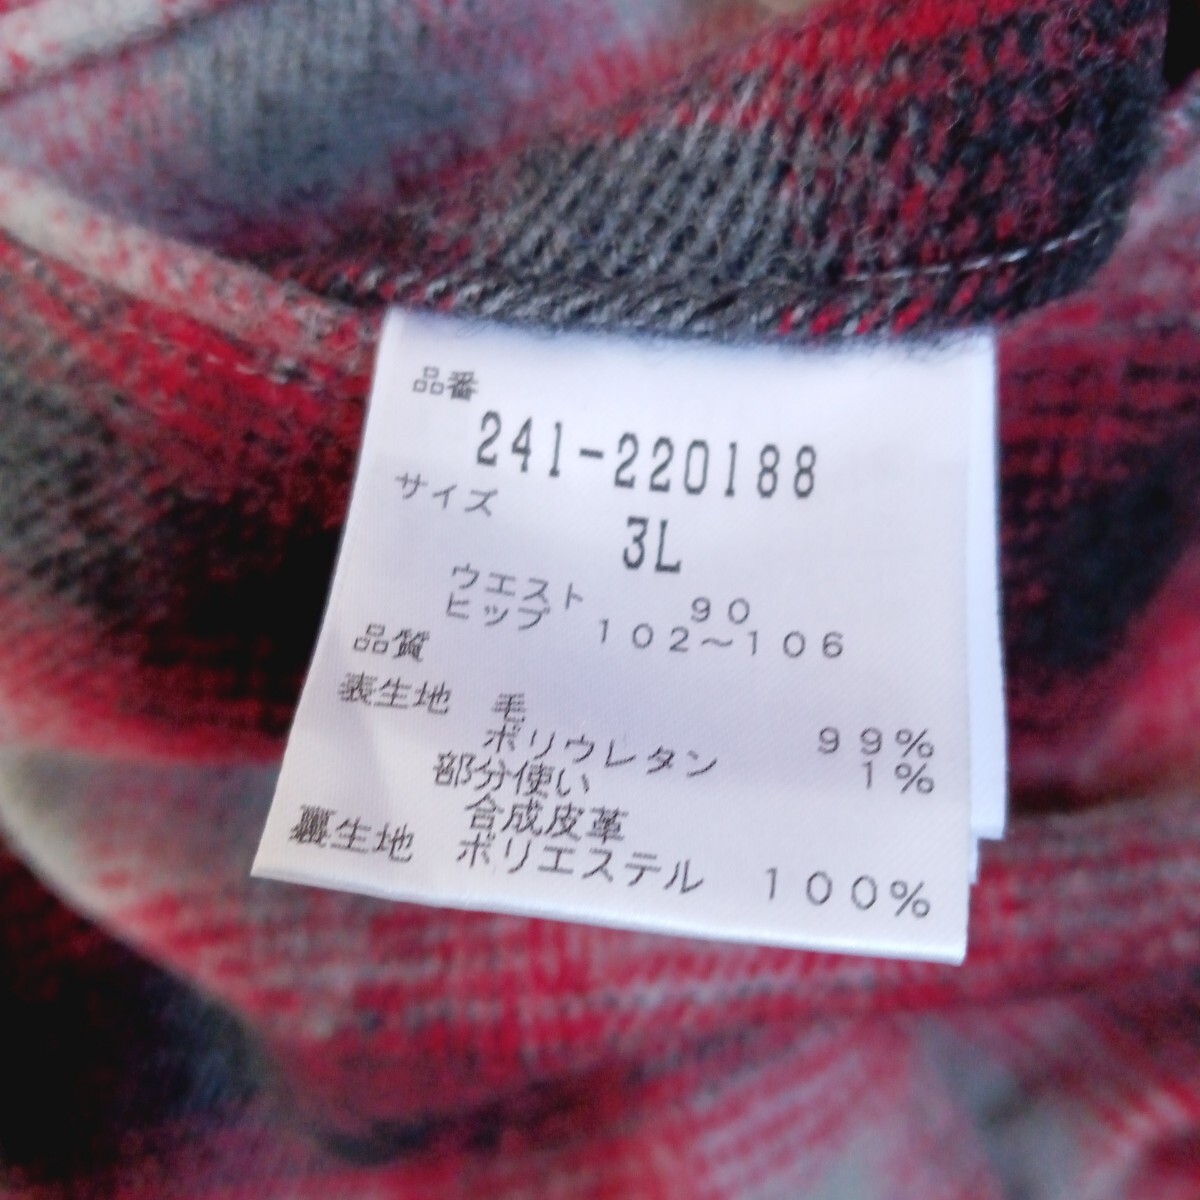 品番
241-220188
サイズ
3L
ウエスト 90
ヒップ 102〜106
品質
表生地 毛 99%
ポリウレタン 1%
部分使い
合成皮革
裏生地 ポリエステル 100%